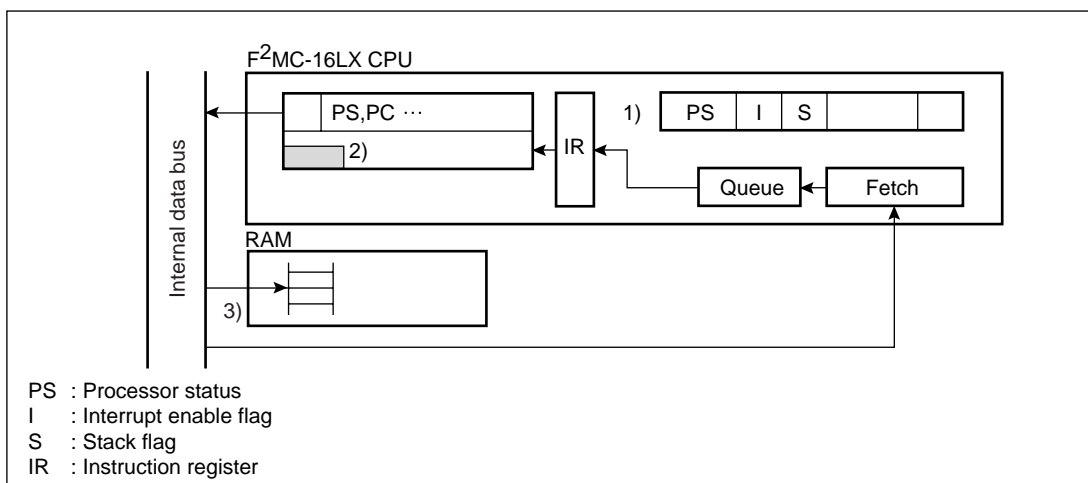 F²MC-16LX CPU
PS,PC ···
1)
PS
I
S
IR
2)
Queue
Fetch
Internal data bus
RAM
3)
PS : Processor status
I : Interrupt enable flag
S : Stack flag
IR : Instruction register